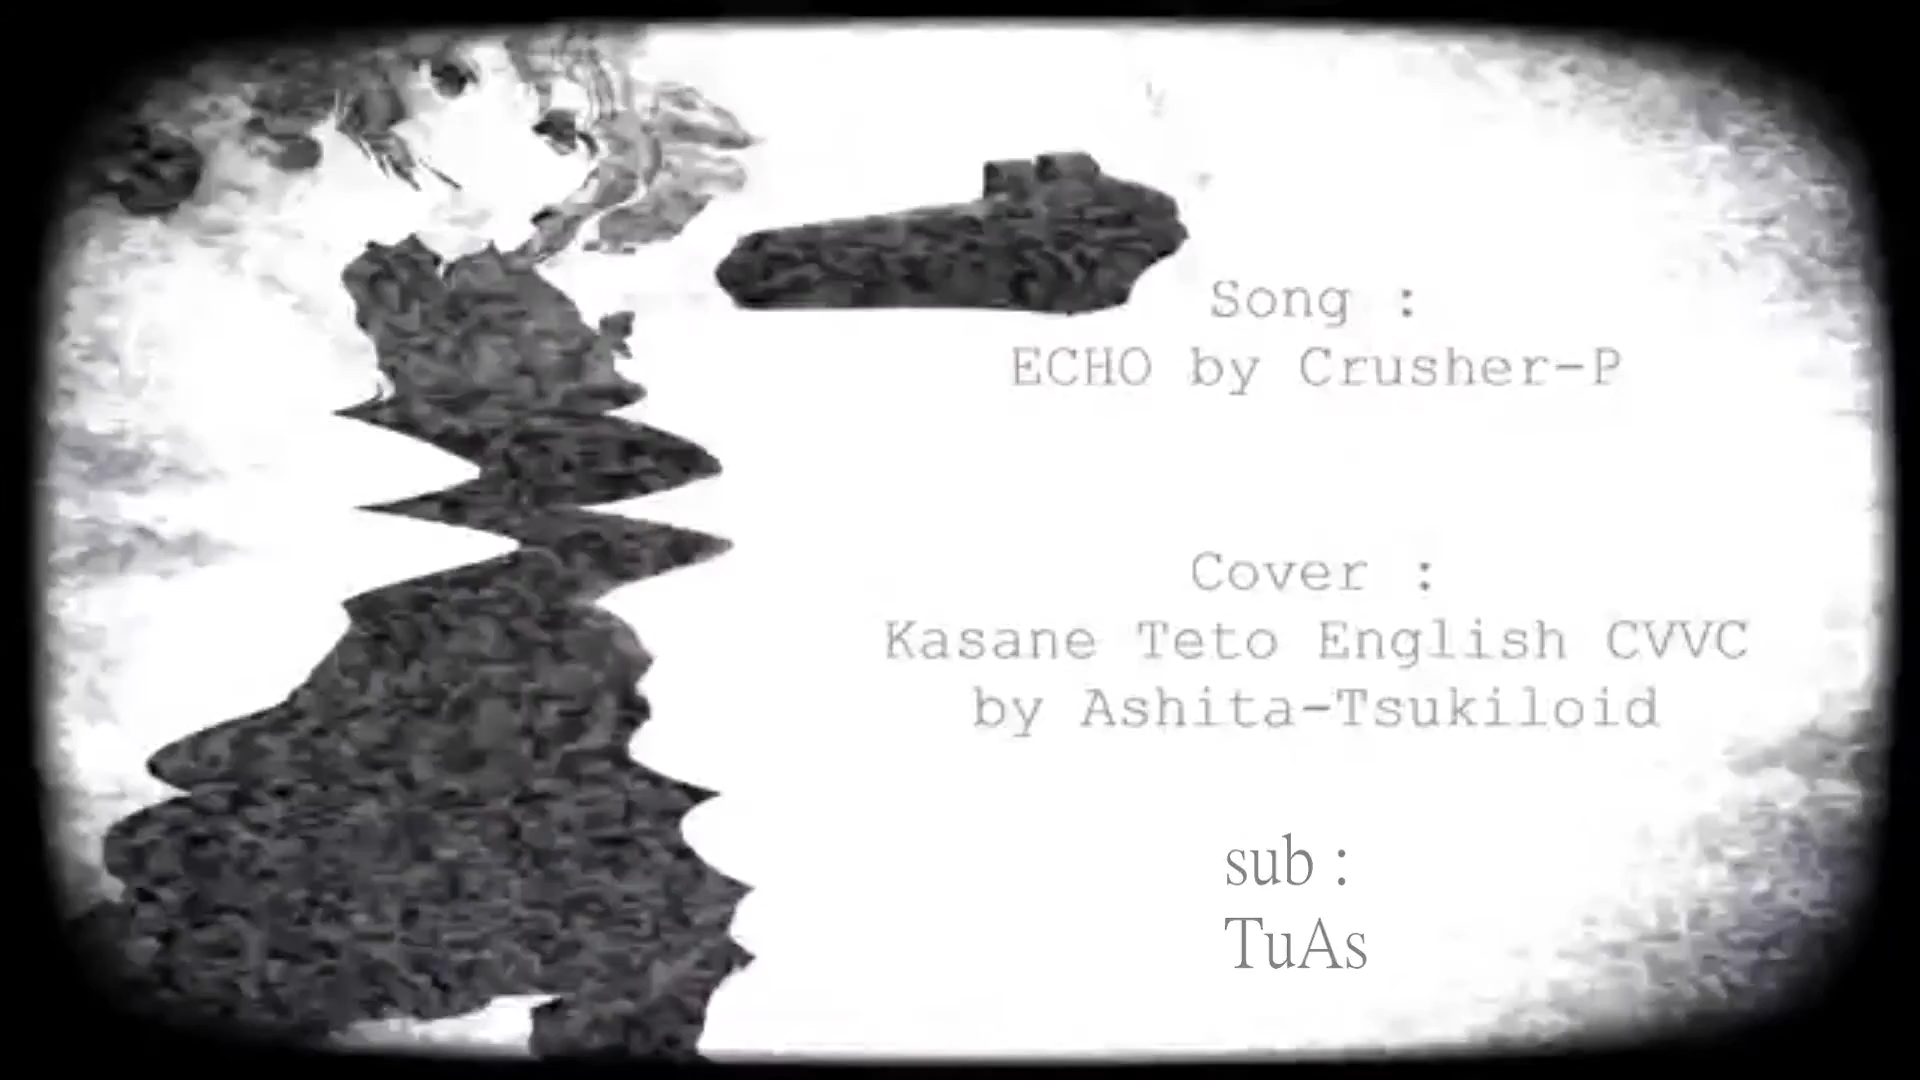 Song :
ECHO by Crusher-P
Cover :
Kasane Teto English CVVC
by Ashita-Tsukiloid
sub :
TuAs